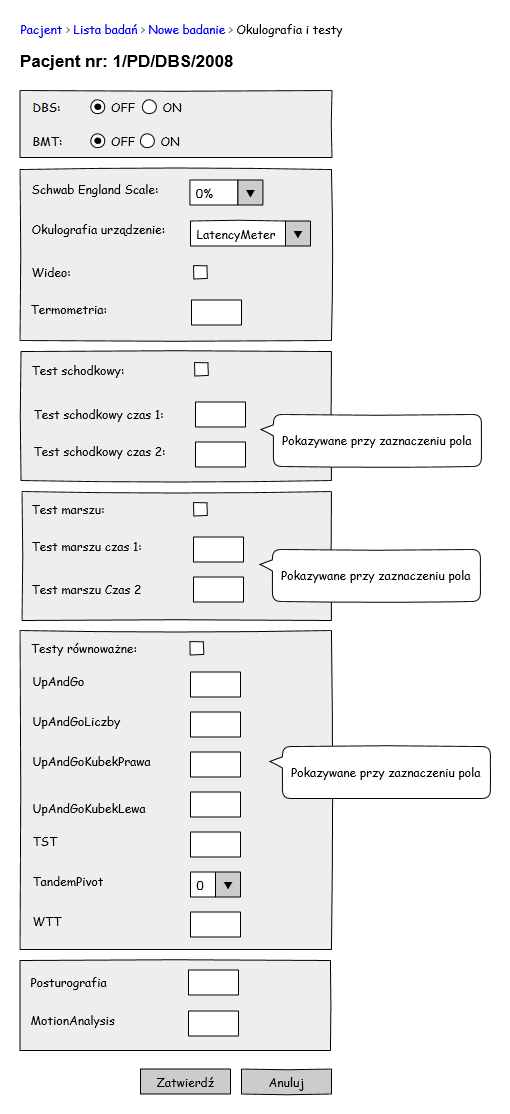 Pacjent > Lista badań > Nowe badanie > Okulografia i testy
Pacjent nr: 1/PD/DBS/2008
DBS: OFF ON
BMT: OFF ON
Schwab England Scale: 0%
Okulografia urządzenie: LatencyMeter
Wideo:
Termometria:
Test schodkowy:
Test schodkowy czas 1:
Pokazywane przy zaznaczeniu pola
Test schodkowy czas 2:
Test marszu:
Test marszu czas 1:
Pokazywane przy zaznaczeniu pola
Test marszu Czas 2
Testy równoważne:
UpAndGo
UpAndGoLiczby
UpAndGoKubekPrawa
Pokazywane przy zaznaczeniu pola
UpAndGoKubekLewa
TST
TandemPivot 0
WTT
Posturografia
MotionAnalysis
Zatwierdź Anuluj